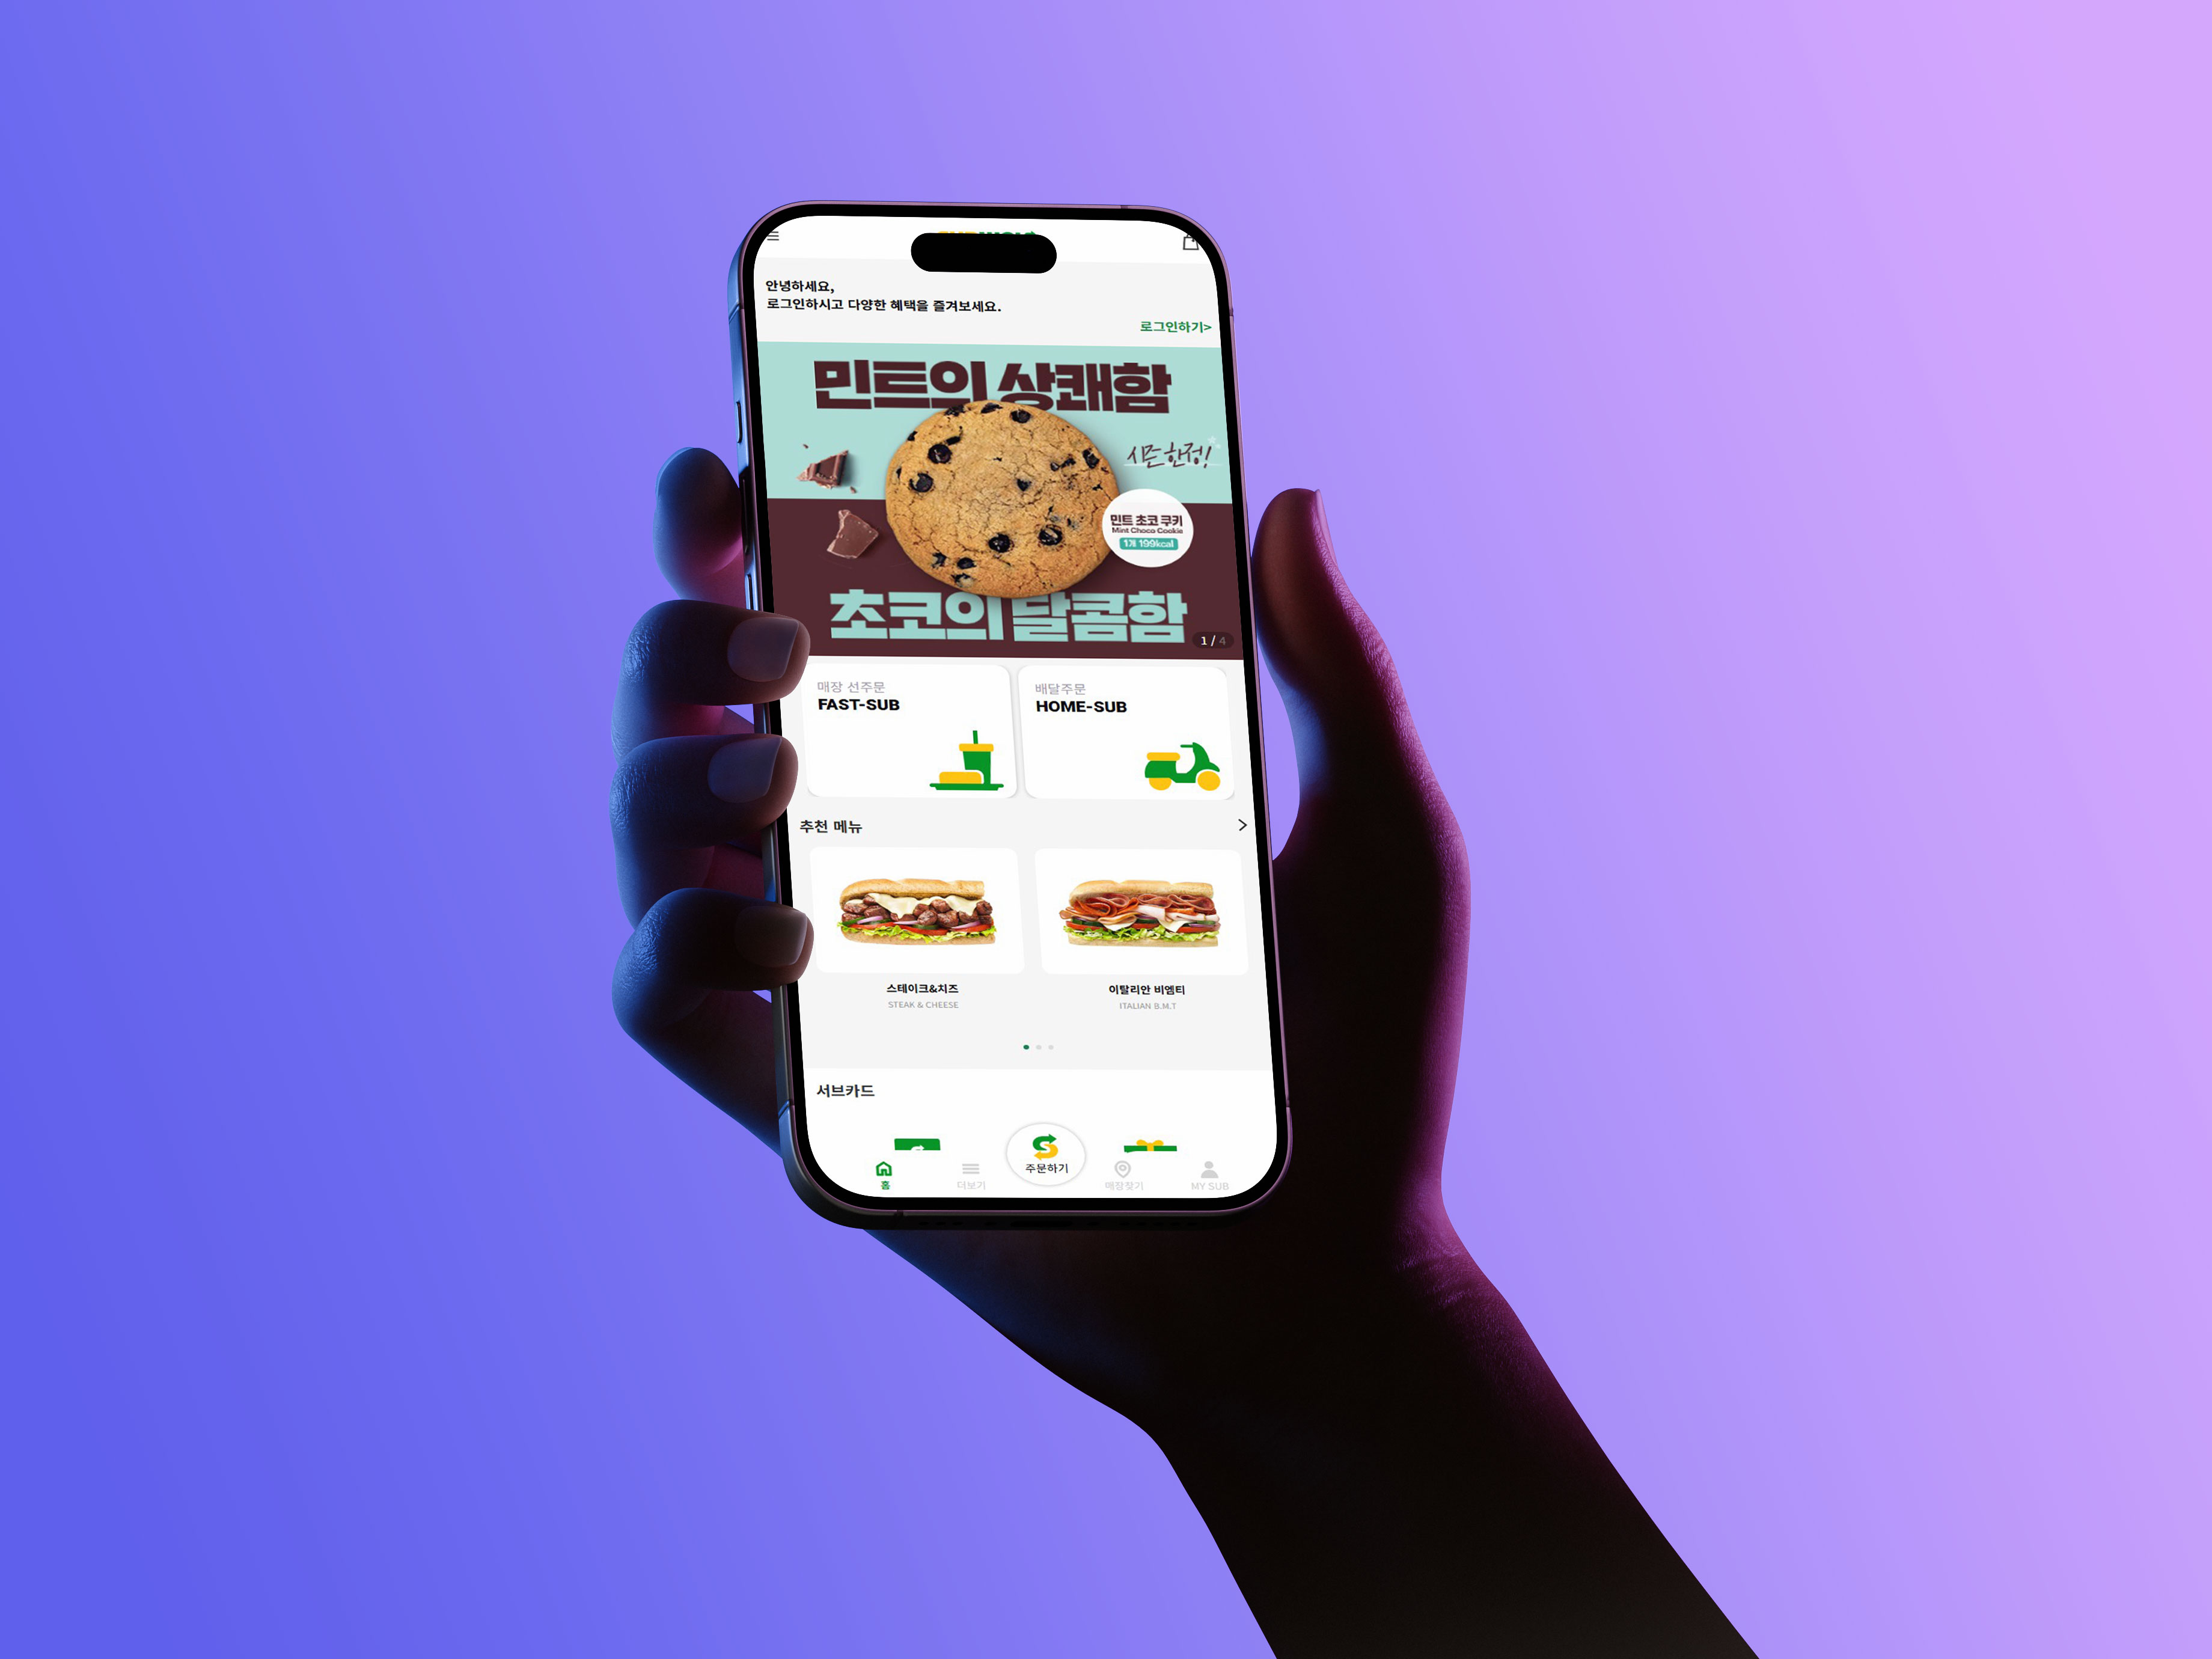 안녕하세요,
로그인하시고 다양한 혜택을 즐겨보세요.
로그인하기>
민트의 상쾌함
시즌 한정!
민트 초코 쿠키
Mint Choco Cookie
1개 199kcal
초코의 달콤함
1 / 4
매장 선주문
FAST-SUB
배달주문
HOME-SUB
추천 메뉴
스테이크&치즈
STEAK & CHEESE
이탈리안 비엠티
ITALIAN B.M.T
서브카드
홈
더보기
주문하기
매장찾기
MY SUB